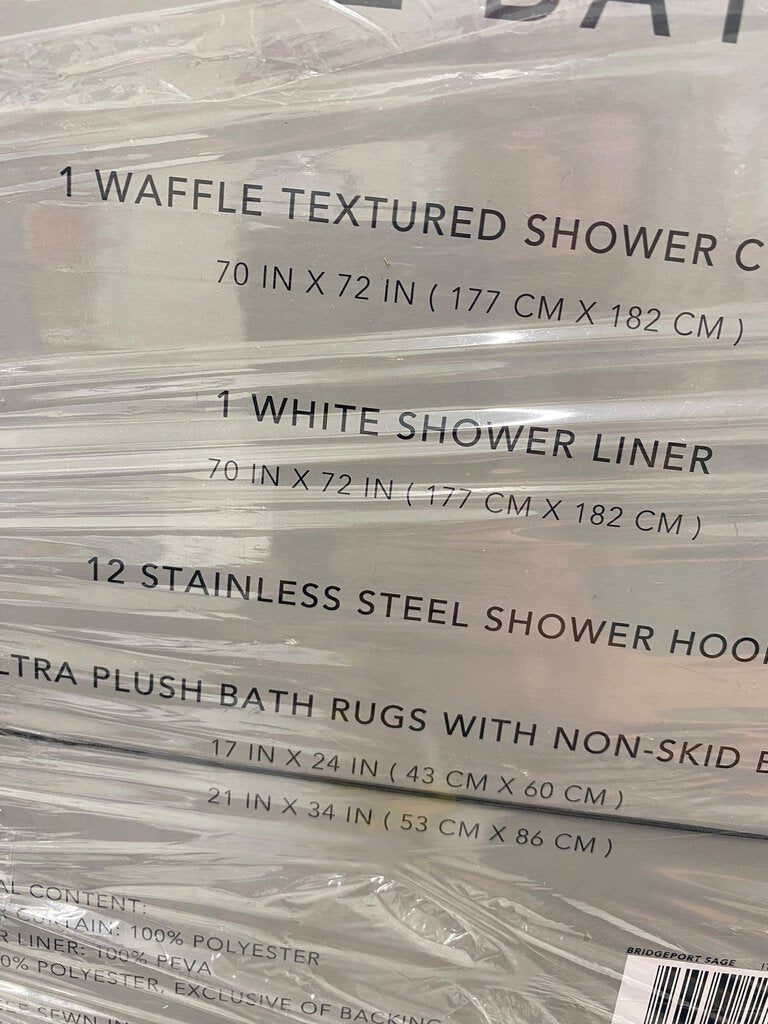 BAT
1 WAFFLE TEXTURED SHOWER C
70 IN X 72 IN ( 177 CM X 182 CM )
1 WHITE SHOWER LINER
70 IN X 72 IN ( 177 CM X 182 CM )
12 STAINLESS STEEL SHOWER HOO
LTRA PLUSH BATH RUGS WITH NON-SKID B
17 IN X 24 IN ( 43 CM X 60 CM )
21 IN X 34 IN ( 53 CM X 86 CM )
AL CONTENT:
R CURTAIN: 100% POLYESTER
R LINER: 100% PEVA
0% POLYESTER, EXCLUSIVE OF BACKING
SEWN IN
BRIDGEPORT SAGE